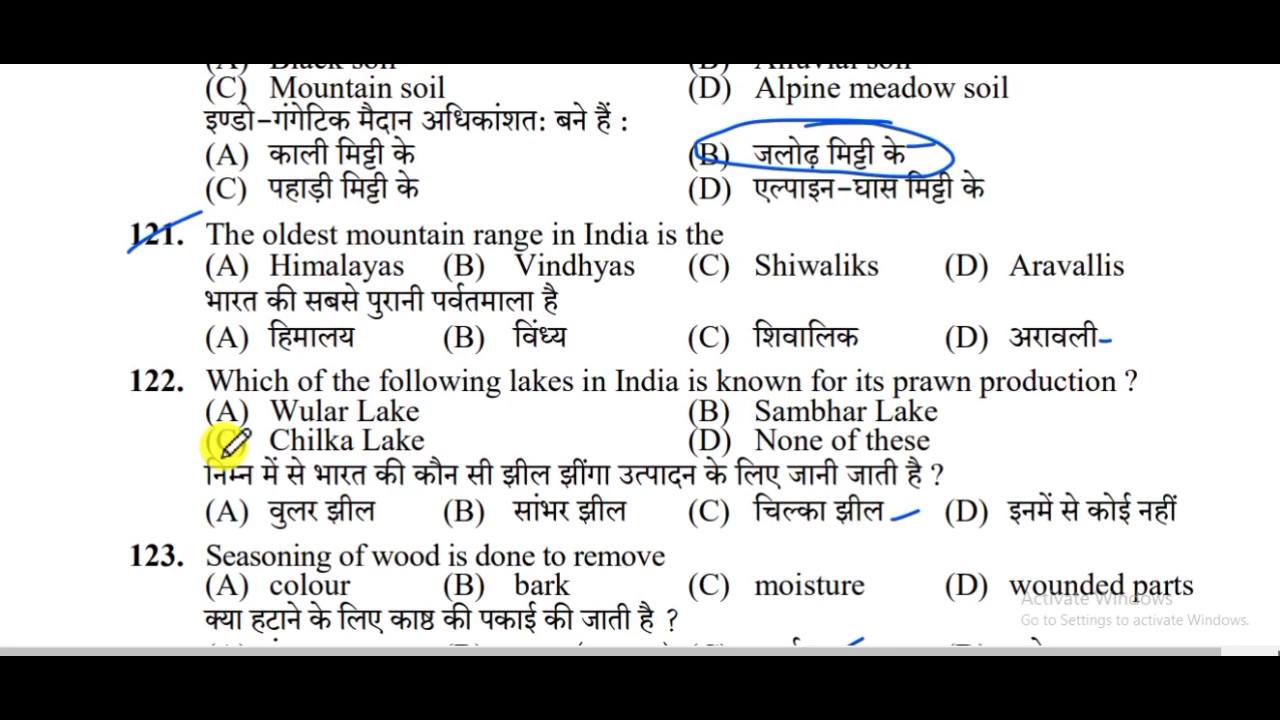 (C) Mountain soil (D) Alpine meadow soil
इण्डो-गंगेटिक मैदान अधिकांशत: बने हैं :
(A) काली मिट्टी के (B) जलोढ़ मिट्टी के
(C) पहाड़ी मिट्टी के (D) एल्पाइन-घास मिट्टी के
121. The oldest mountain range in India is the
(A) Himalayas (B) Vindhyas (C) Shiwaliks (D) Aravallis
भारत की सबसे पुरानी पर्वतमाला है
(A) हिमालय (B) विंध्य (C) शिवालिक (D) अरावली
122. Which of the following lakes in India is known for its prawn production ?
(A) Wular Lake (B) Sambhar Lake
(C) Chilka Lake (D) None of these
निम्न में से भारत की कौन सी झील झींगा उत्पादन के लिए जानी जाती है ?
(A) वुलर झील (B) सांभर झील (C) चिल्का झील (D) इनमें से कोई नहीं
123. Seasoning of wood is done to remove
(A) colour (B) bark (C) moisture (D) wounded parts
Activate Windows
क्या हटाने के लिए काष्ठ की पकाई की जाती है ?
Go to Settings to activate Windows.